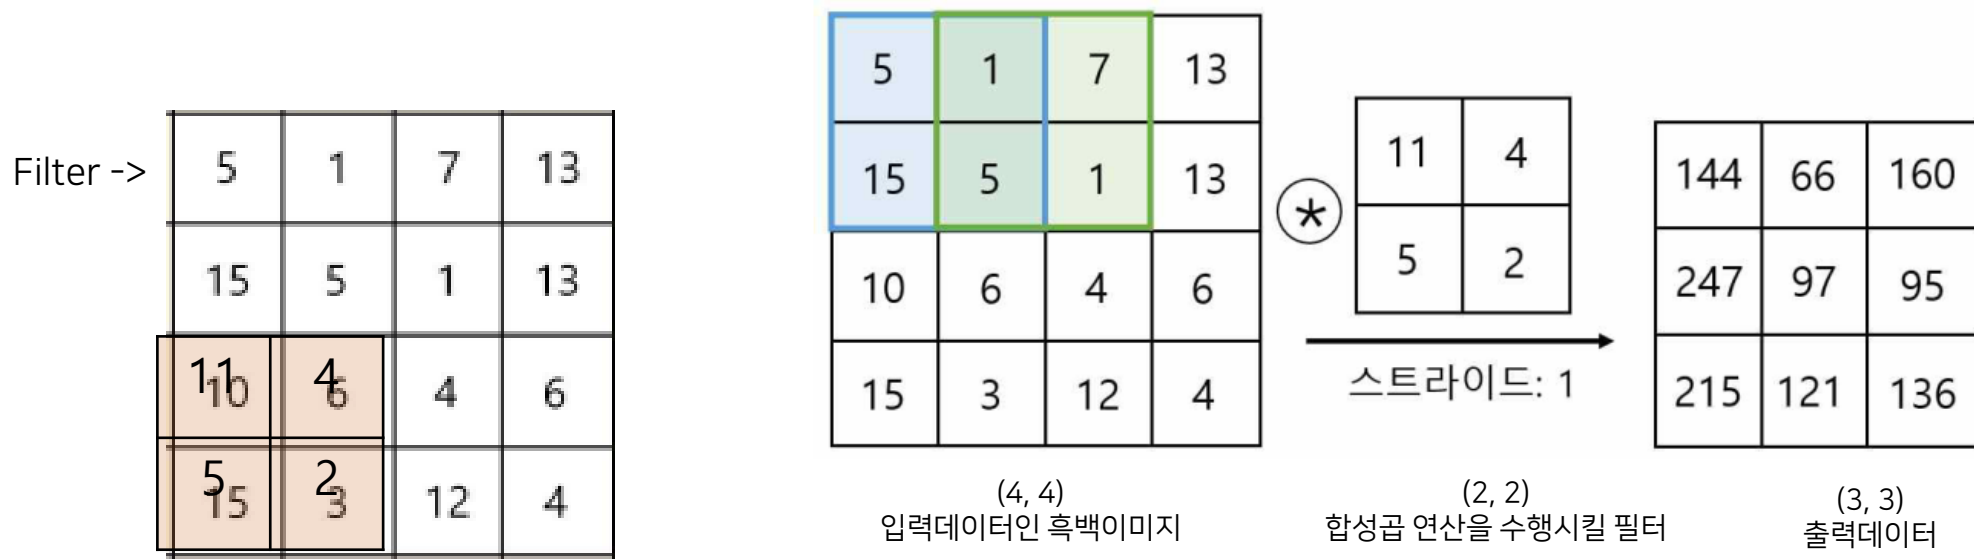 Filter ->
5 1 7 13
15 5 1 13
11 4
10 6 4 6
5 2
15 3 12 4
5 1 7 13
15 5 1 13
10 6 4 6
15 3 12 4
(4, 4)
입력데이터인 흑백이미지
*
11 4
5 2
스트라이드: 1
(2, 2)
합성곱 연산을 수행시킬 필터
144 66 160
247 97 95
215 121 136
(3, 3)
출력데이터